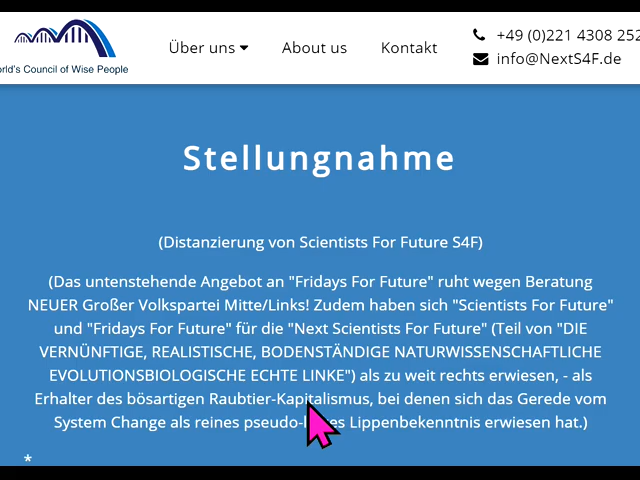 Über uns About us Kontakt
+49 (0)221 4308 252
info@NextS4F.de
Council of Wise People
Stellungnahme
(Distanzierung von Scientists For Future S4F)
(Das untenstehende Angebot an "Fridays For Future" ruht wegen Beratung
NEUER Großer Volkspartei Mitte/Links! Zudem haben sich "Scientists For Future"
und "Fridays For Future" für die "Next Scientists For Future" (Teil von "DIE
VERNÜNFTIGE, REALISTISCHE, BODENSTÄNDIGE NATURWISSENSCHAFTLICHE
EVOLUTIONSBIOLOGISCHE ECHTE LINKE") als zu weit rechts erwiesen, - als
Erhalter des bösartigen Raubtier-Kapitalismus, bei denen sich das Gerede vom
System Change als reines Lippenbekenntnis erwiesen hat.)
*